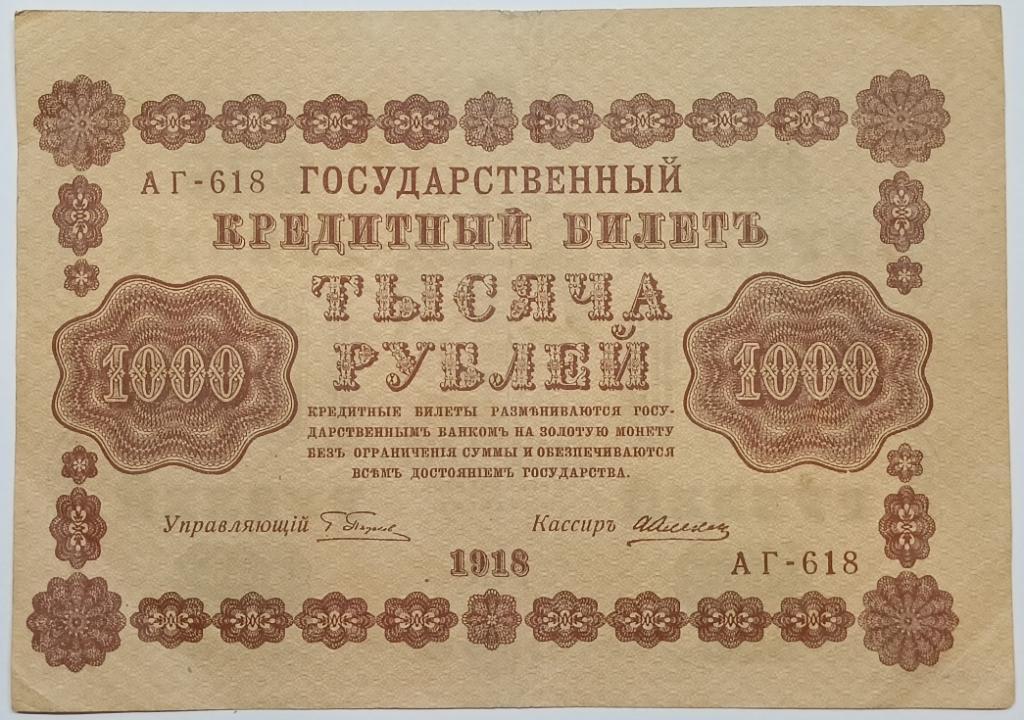 АГ-618 ГОСУДАРСТВЕННЫЙ
КРЕДИТНЫЙ БИЛЕТЪ
ТЫСЯЧА
РУБЛЕЙ
1000 1000
КРЕДИТНЫЕ БИЛЕТЫ РАЗМѢНИВАЮТСЯ ГОСУ-
ДАРСТВЕННЫМЪ БАНКОМЪ НА ЗОЛОТУЮ МОНЕТУ
БЕЗЪ ОГРАНИЧЕНІЯ СУММЫ И ОБЕЗПЕЧИВАЮТСЯ
ВСѢМЪ ДОСТОЯНІЕМЪ ГОСУДАРСТВА.
Управляющій Кассиръ
1918 АГ-618